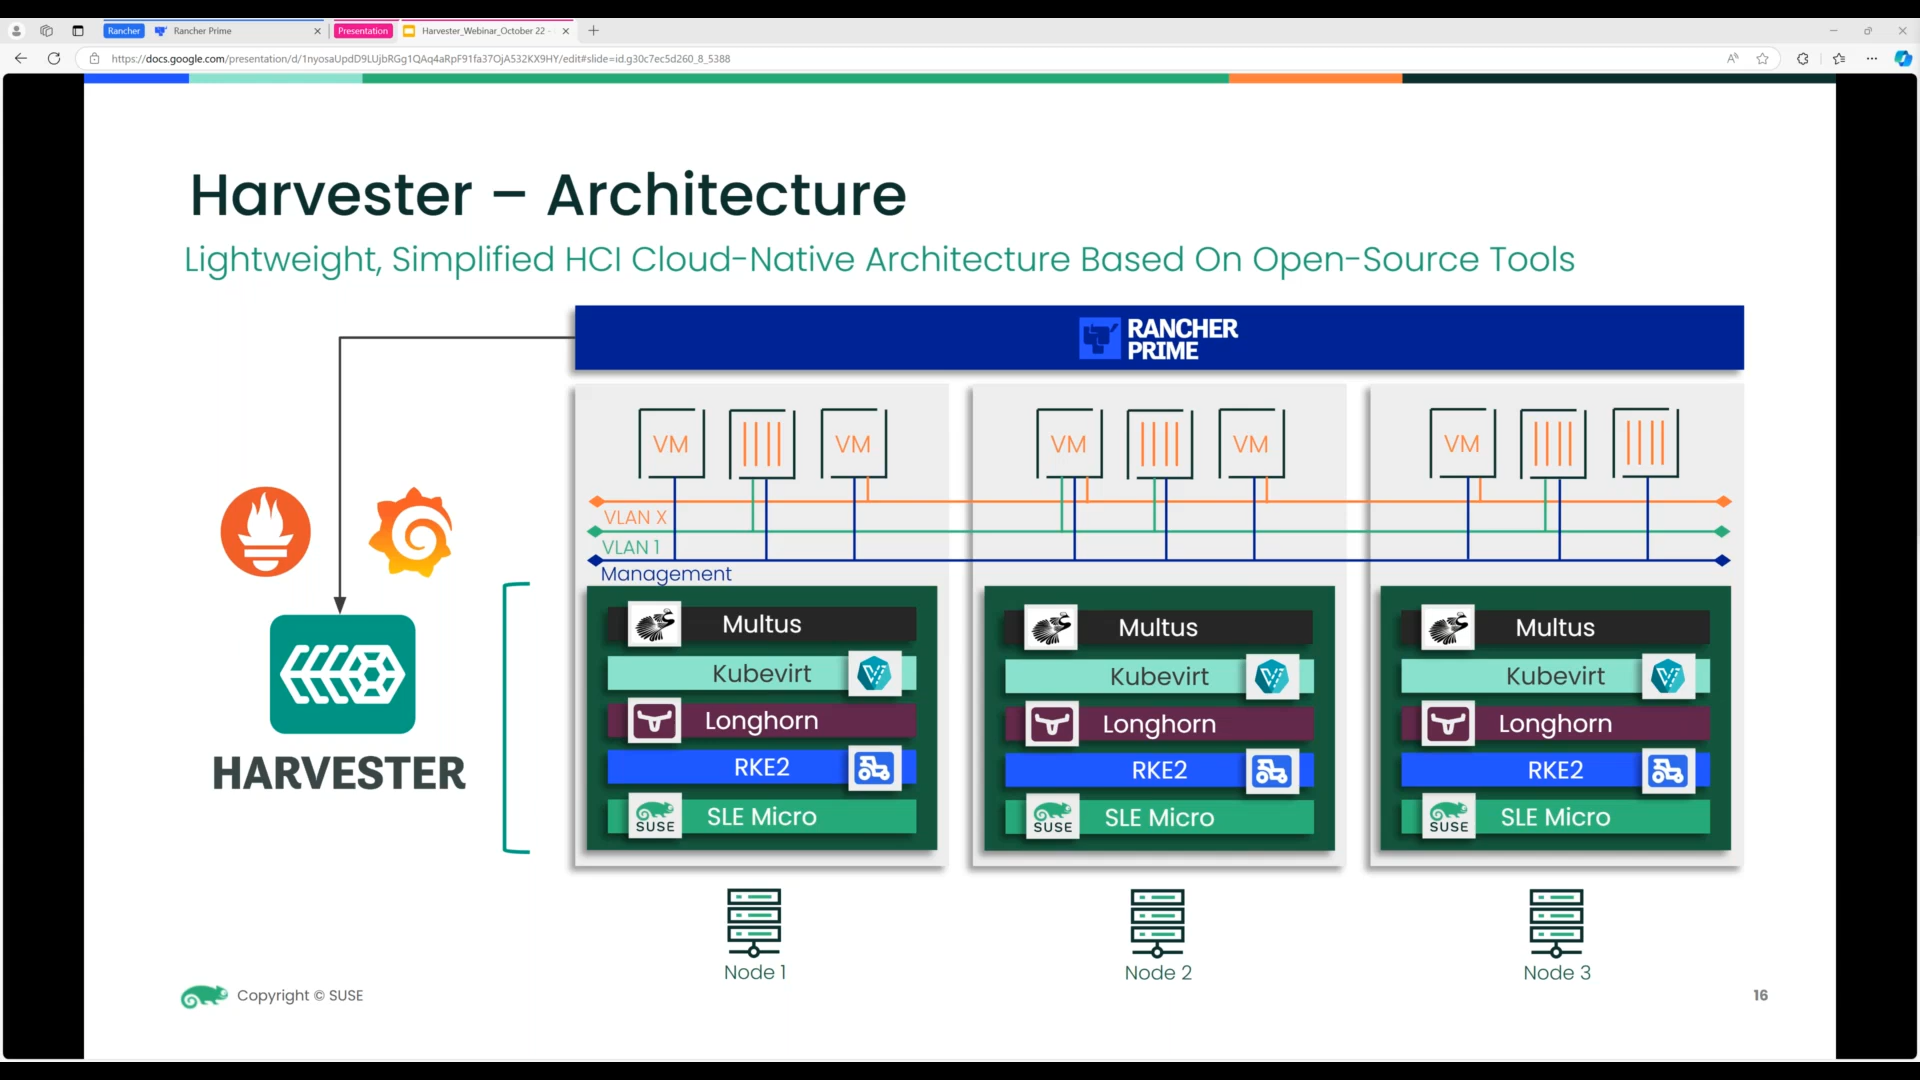 Rancher
Rancher Prime
Presentation
Harvester_Webinar_October 22 -
https://docs.google.com/presentation/d/1nyosaUpdD9LUjbRGg1QAq4aRpF91fa37OjA532KX9HY/edit#slide=id.g30c7ec5d260_8_5388
Harvester – Architecture
Lightweight, Simplified HCI Cloud-Native Architecture Based On Open-Source Tools
RANCHER
PRIME
VM
VM
VM
VM
VM
VLAN X
VLAN 1
Management
HARVESTER
Multus
Kubevirt
Longhorn
RKE2
SUSE
SLE Micro
Multus
Kubevirt
Longhorn
RKE2
SUSE
SLE Micro
Multus
Kubevirt
Longhorn
RKE2
SUSE
SLE Micro
Node 1
Node 2
Node 3
Copyright © SUSE
16